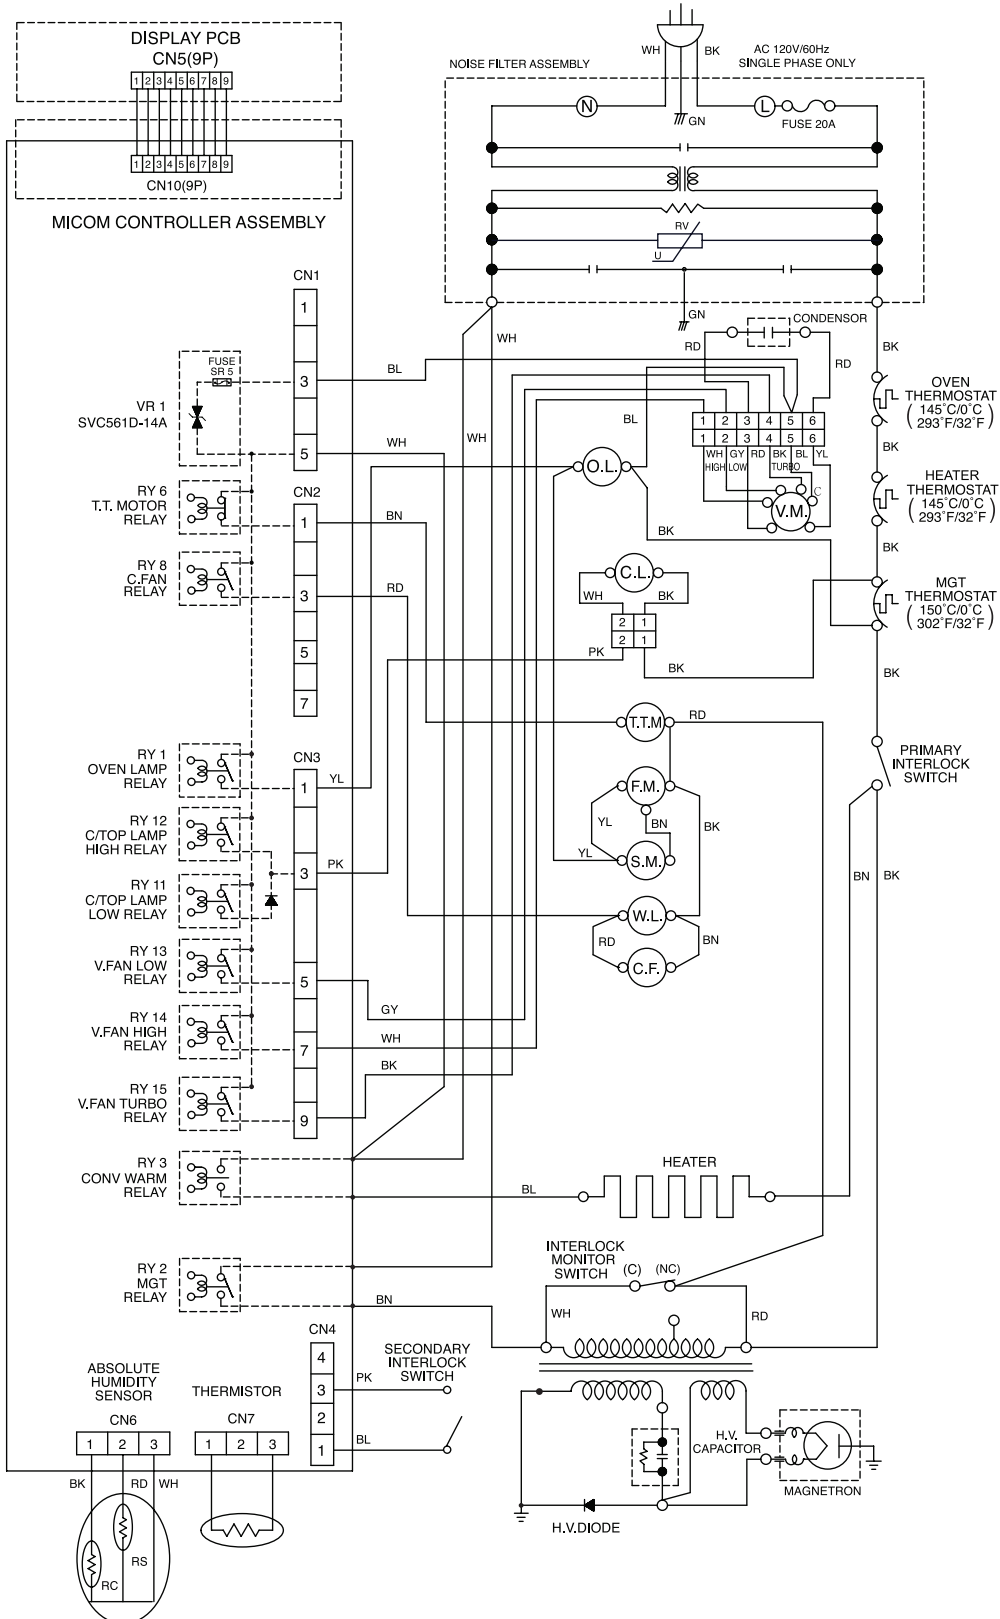 DISPLAY PCB
CN5(9P)
1 2 3 4 5 6 7 8 9
1 2 3 4 5 6 7 8 9
CN10(9P)
MICOM CONTROLLER ASSEMBLY
WH
BK
AC 120V/60Hz
SINGLE PHASE ONLY
NOISE FILTER ASSEMBLY
N
L
GN
FUSE 20A
RV
U
GN
WH
CN1
1
3
5
FUSE
SR 5
VR 1
SVC561D-14A
BL
WH
WH
RY 6
T.T. MOTOR
RELAY
RY 8
C.FAN
RELAY
CN2
1
3
5
7
BN
RD
CONDENSOR
RD
RD
BL
1 2 3 4 5 6
1 2 3 4 5 6
WH GY RD BK BL YL
HIGH LOW TURBO
C
V.M.
O.L.
BK
C.L.
WH
BK
2 1
2 1
PK
BK
BK
OVEN
THERMOSTAT
( 145˚C/0˚C
293˚F/32˚F )
BK
HEATER
THERMOSTAT
( 145˚C/0˚C
293˚F/32˚F )
BK
MGT
THERMOSTAT
( 150˚C/0˚C
302˚F/32˚F )
BK
PRIMARY
INTERLOCK
SWITCH
BN
BK
T.T.M
RD
F.M.
YL
BN
BK
YL
S.M.
W.L.
RD
BN
C.F.
RY 1
OVEN LAMP
RELAY
RY 12
C/TOP LAMP
HIGH RELAY
RY 11
C/TOP LAMP
LOW RELAY
RY 13
V.FAN LOW
RELAY
RY 14
V.FAN HIGH
RELAY
RY 15
V.FAN TURBO
RELAY
RY 3
CONV WARM
RELAY
RY 2
MGT
RELAY
CN3
1
3
5
7
9
YL
PK
GY
WH
BK
BL
HEATER
BN
INTERLOCK
MONITOR
SWITCH
(C)
(NC)
WH
RD
CN4
4
3
2
1
PK
BL
SECONDARY
INTERLOCK
SWITCH
ABSOLUTE
HUMIDITY
SENSOR
CN6
1 2 3
BK
RD
WH
RS
RC
THERMISTOR
CN7
1 2 3
H.V.
CAPACITOR
MAGNETRON
H.V.DIODE